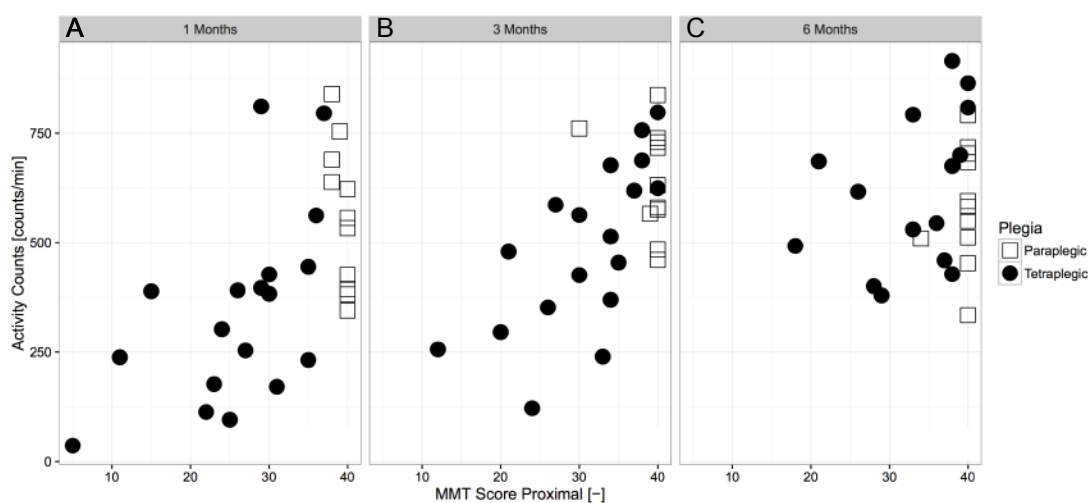 A 1 Months B 3 Months C 6 Months
Activity Counts [counts/min]
750
500
250
0
10 20 30 40 10 20 30 40 10 20 30 40
MMT Score Proximal [−]
Plegia
Paraplegic
Tetraplegic